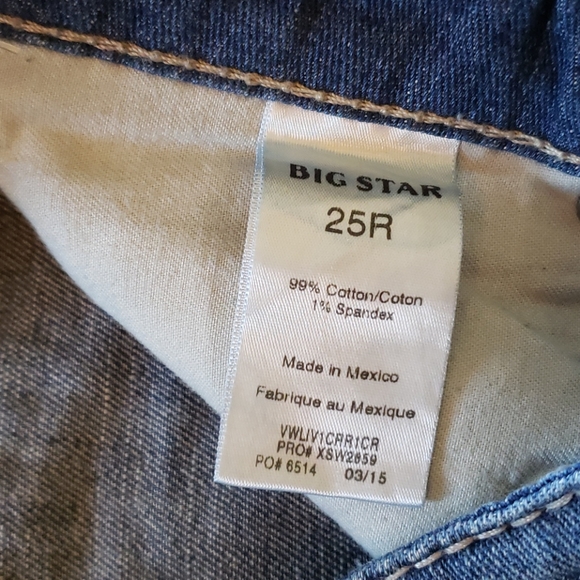 BIG STAR
25R
99% Cotton/Coton
1% Spandex
Made in Mexico
Fabrique au Mexique
VWLIV1CRR1CR
PRO# XSW2659
PO# 6514 03/15